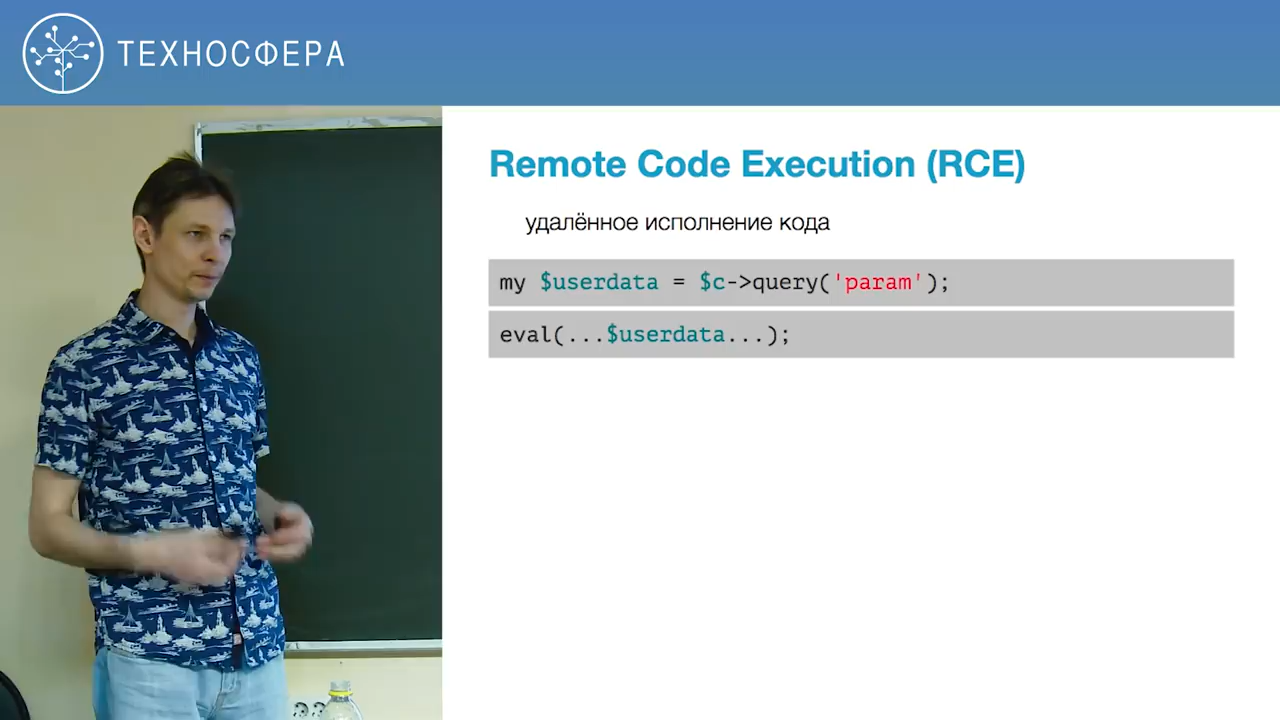 ТЕХНОСФЕРА
Remote Code Execution (RCE)
удалённое исполнение кода
my $userdata = $c->query('param');
eval(...$userdata...);